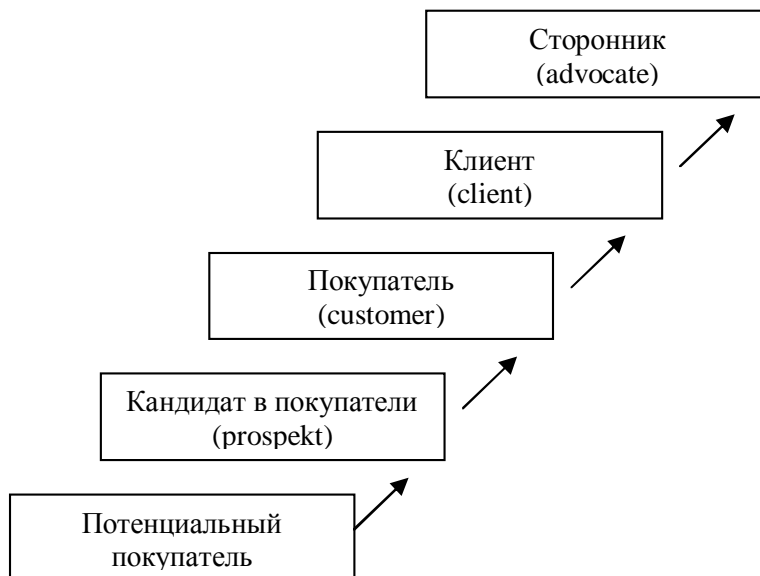 Сторонник
(advocate)
Клиент
(client)
Покупатель
(customer)
Кандидат в покупатели
(prospekt)
Потенциальный
покупатель